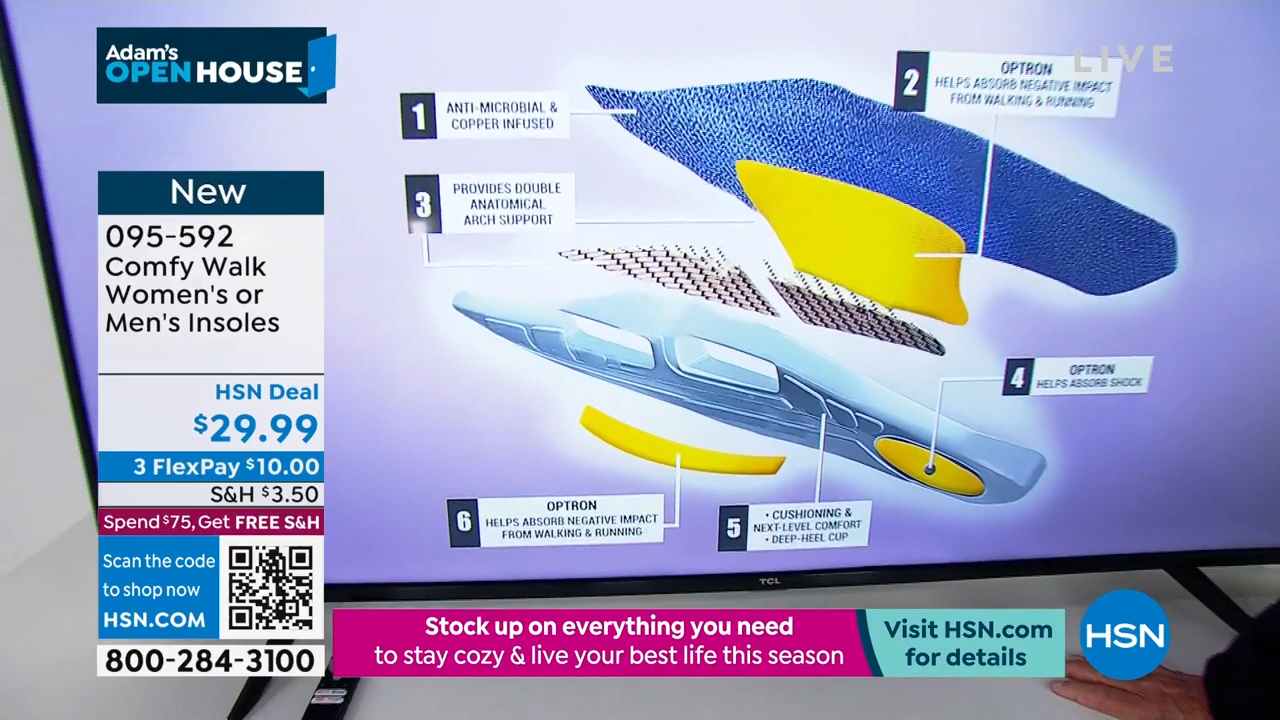 Adam's
OPEN HOUSE
LIVE
New
095-592
Comfy Walk
Women's or
Men's Insoles
HSN Deal
$29.99
3 FlexPay $10.00
S&H $3.50
Spend $75, Get FREE S&H
Scan the code
to shop now
HSN.COM
800-284-3100
1
ANTI-MICROBIAL &
COPPER INFUSED
2
OPTRON
HELPS ABSORB NEGATIVE IMPACT
FROM WALKING & RUNNING
3
PROVIDES DOUBLE
ANATOMICAL
ARCH SUPPORT
4
OPTRON
HELPS ABSORB SHOCK
6
OPTRON
HELPS ABSORB NEGATIVE IMPACT
FROM WALKING & RUNNING
5
• CUSHIONING &
NEXT-LEVEL COMFORT
• DEEP-HEEL CUP
TCL
Stock up on everything you need
to stay cozy & live your best life this season
Visit HSN.com
for details
HSN